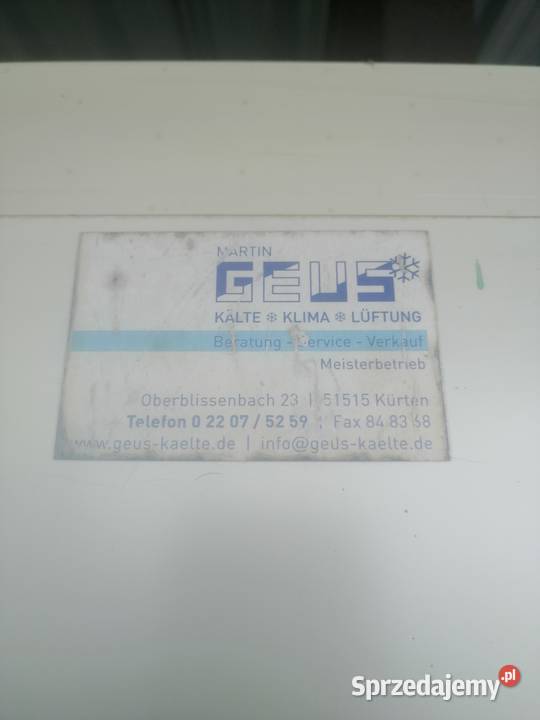 MARTIN
GEUS
KÄLTE ❄ KLIMA ❄ LÜFTUNG
Beratung - Service - Verkauf
Meisterbetrieb
Oberblissenbach 23 | 51515 Kürten
Telefon 0 22 07 / 52 59 ; Fax 84 83 68
www.geus-kaelte.de | info@geus-kaelte.de
Sprzedajemy.pl